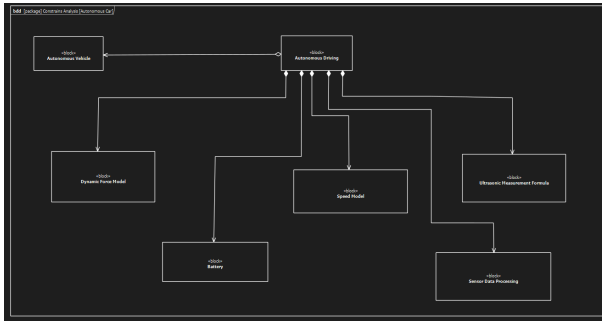 bdd [package] Constrains Analysis [Autonomous Car]
«block»
Autonomous Vehicle
«block»
Autonomous Driving
«block»
Dynamic Force Model
«block»
Speed Model
«block»
Ultrasonic Measurement Formula
«block»
Battery
«block»
Sensor Data Processing